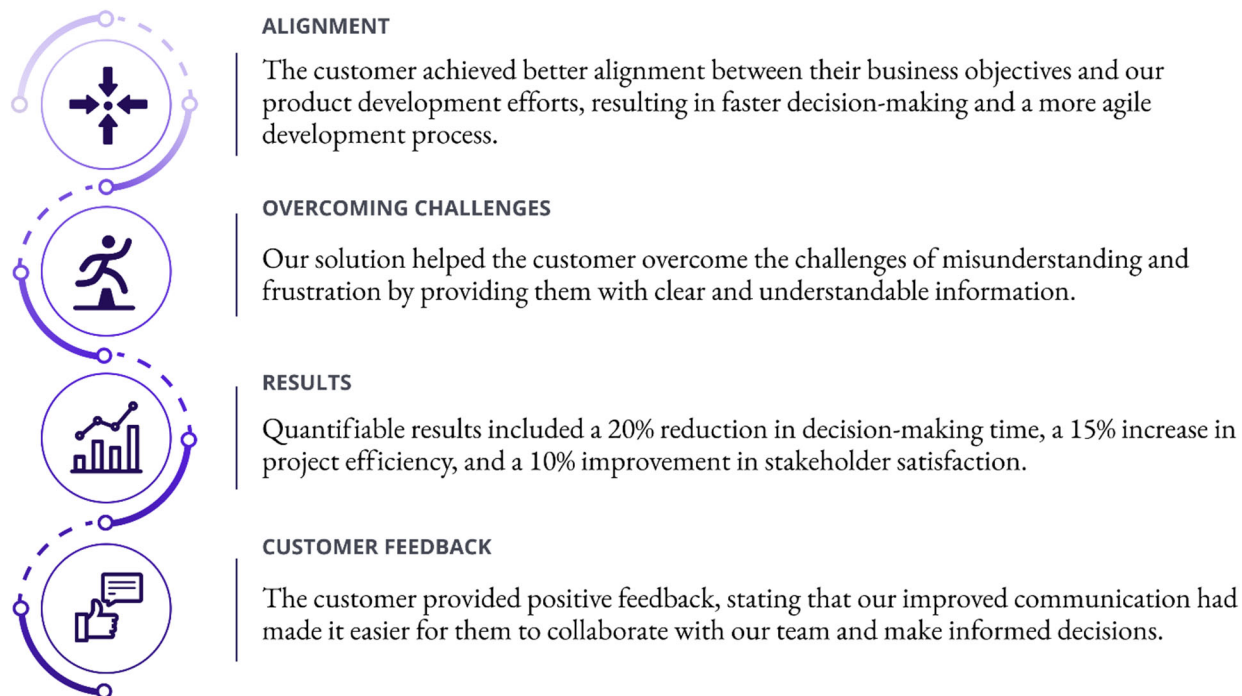 ALIGNMENT
The customer achieved better alignment between their business objectives and our
product development efforts, resulting in faster decision-making and a more agile
development process.
OVERCOMING CHALLENGES
Our solution helped the customer overcome the challenges of misunderstanding and
frustration by providing them with clear and understandable information.
RESULTS
Quantifiable results included a 20% reduction in decision-making time, a 15% increase in
project efficiency, and a 10% improvement in stakeholder satisfaction.
CUSTOMER FEEDBACK
The customer provided positive feedback, stating that our improved communication had
made it easier for them to collaborate with our team and make informed decisions.